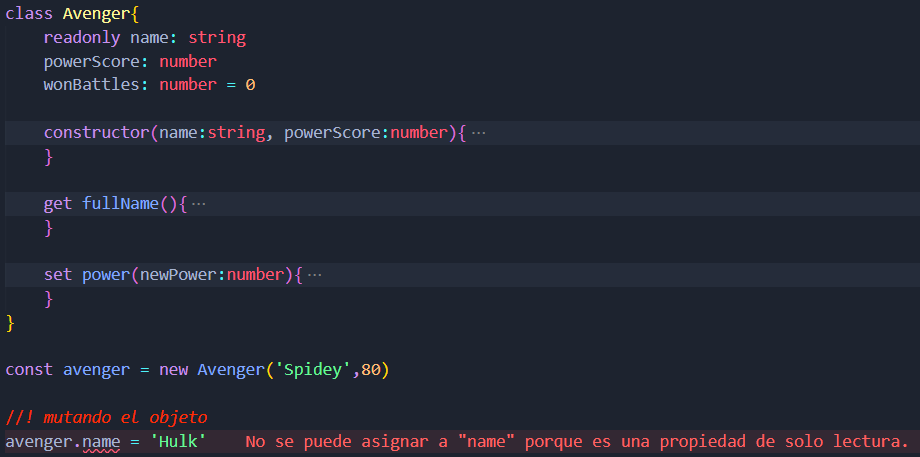 class Avenger{
readonly name: string
powerScore: number
wonBattles: number = 0
constructor(name:string, powerScore:number){ ···
}
get fullName(){ ···
}
set power(newPower:number){ ···
}
}
const avenger = new Avenger('Spidey',80)
//! mutando el objeto
avenger.name = 'Hulk' No se puede asignar a "name" porque es una propiedad de solo lectura.